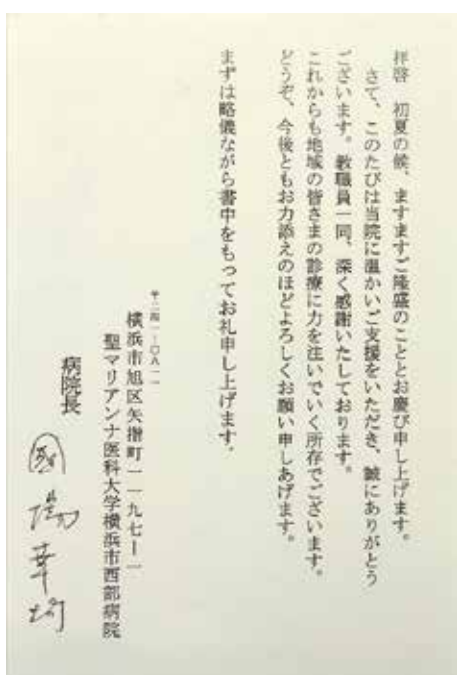 拝啓 初夏の候、ますますご隆盛のこととお慶び申し上げます。
さて、このたびは当院に温かいご支援をいただき、誠にありがとう
ございます。教職員一同、深く感謝いたしております。
これからも地域の皆さまの診療に力を注いでいく所存でございます。
どうぞ、今後ともお力添えのほどよろしくお願い申しあげます。
まずは略儀ながら書中をもってお礼申し上げます。
〒二四一-〇八一一
横浜市旭区矢指町一一九七ー一
聖マリアンナ医科大学横浜市西部病院
病院長